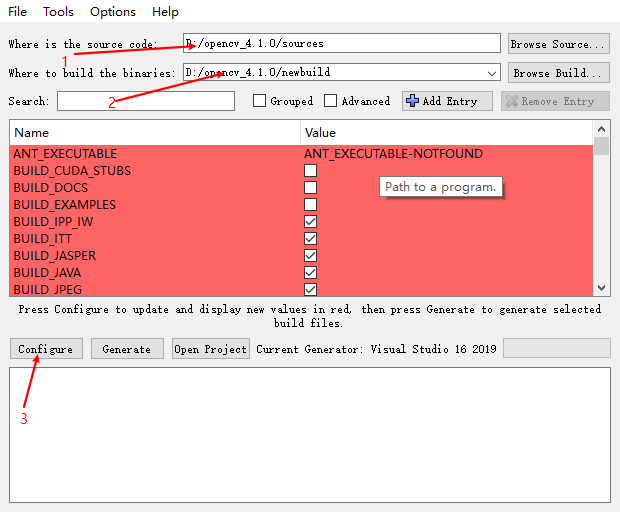 File Tools Options Help
Where is the source code: D:/opencv_4.1.0/sources Browse Source...
1
Where to build the binaries: D:/opencv_4.1.0/newbuild Browse Build...
Search: 2 Grouped Advanced Add Entry Remove Entry
Name Value
ANT_EXECUTABLE ANT_EXECUTABLE-NOTFOUND
BUILD_CUDA_STUBS
BUILD_DOCS Path to a program.
BUILD_EXAMPLES
BUILD_IPP_IW
BUILD_ITT
BUILD_JASPER
BUILD_JAVA
BUILD_JPEG
Press Configure to update and display new values in red, then press Generate to generate selected
build files.
Configure Generate Open Project Current Generator: Visual Studio 16 2019
3